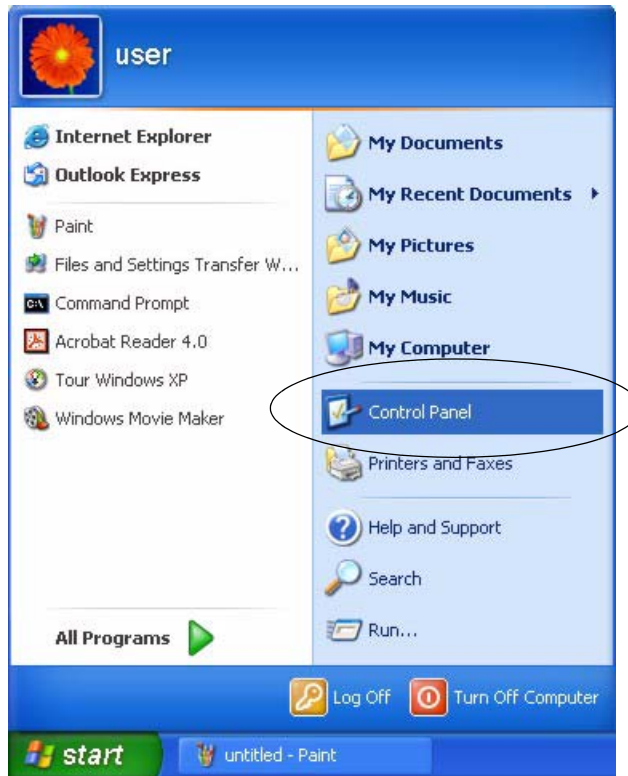 user
Internet Explorer
Outlook Express
Paint
Files and Settings Transfer W...
Command Prompt
Acrobat Reader 4.0
Tour Windows XP
Windows Movie Maker
All Programs
My Documents
My Recent Documents
My Pictures
My Music
My Computer
Control Panel
Printers and Faxes
Help and Support
Search
Run...
Log Off
Turn Off Computer
start
untitled - Paint